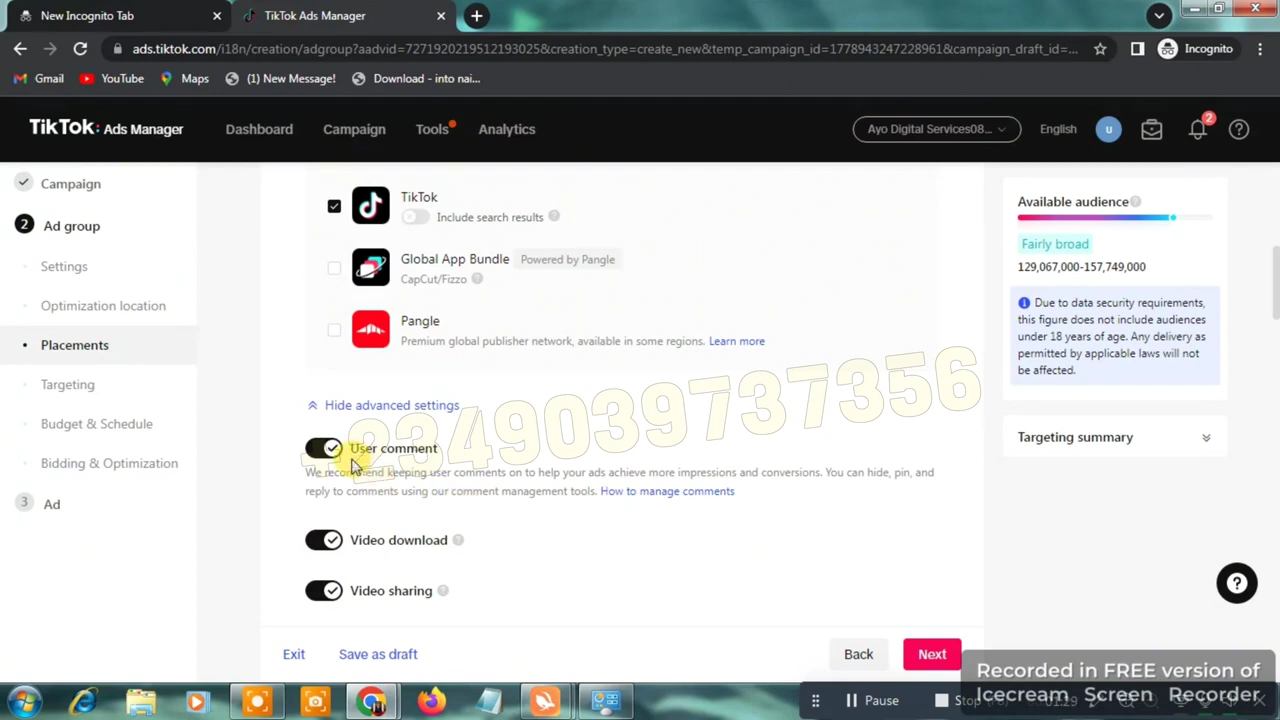 New Incognito Tab
TikTok Ads Manager
ads.tiktok.com/i18n/creation/adgroup?aadvid=7271920219512193025&creation_type=create_new&temp_campaign_id=1778943247228961&campaign_draft_id=...
Incognito
Gmail
YouTube
Maps
(1) New Message!
Download - into nai...
TikTok: Ads Manager
Dashboard
Campaign
Tools
Analytics
Ayo Digital Services08...
English
u
2
Campaign
2 Ad group
Settings
Optimization location
Placements
Targeting
Budget & Schedule
Bidding & Optimization
3 Ad
TikTok
Include search results
Global App Bundle
Powered by Pangle
CapCut/Fizzo
Pangle
Premium global publisher network, available in some regions. Learn more
Hide advanced settings
+2349039737356
User comment
We recommend keeping user comments on to help your ads achieve more impressions and conversions. You can hide, pin, and
reply to comments using our comment management tools. How to manage comments
Video download
Video sharing
Exit
Save as draft
Back
Next
Available audience
Fairly broad
129,067,000-157,749,000
Due to data security requirements,
this figure does not include audiences
under 18 years of age. Any delivery as
permitted by applicable laws will not
be affected.
Targeting summary
Pause
Recorded in FREE version of
Icecream Screen Recorder